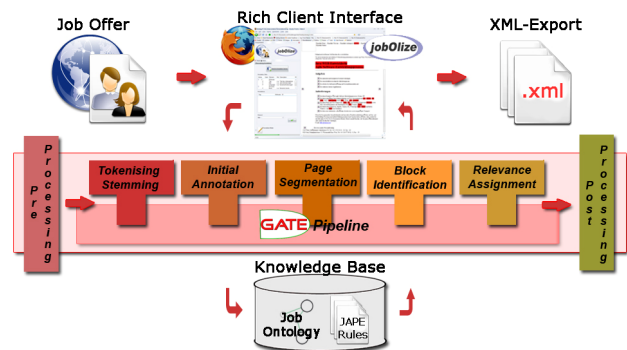 Job Offer
Rich Client Interface
XML-Export
jobOlize
.xml
Pre
Processing
Tokenising
Stemming
Initial
Annotation
Page
Segmentation
Block
Identification
Relevance
Assignment
Post
Processing
GATE Pipeline
Knowledge Base
Job
Ontology
JAPE
Rules